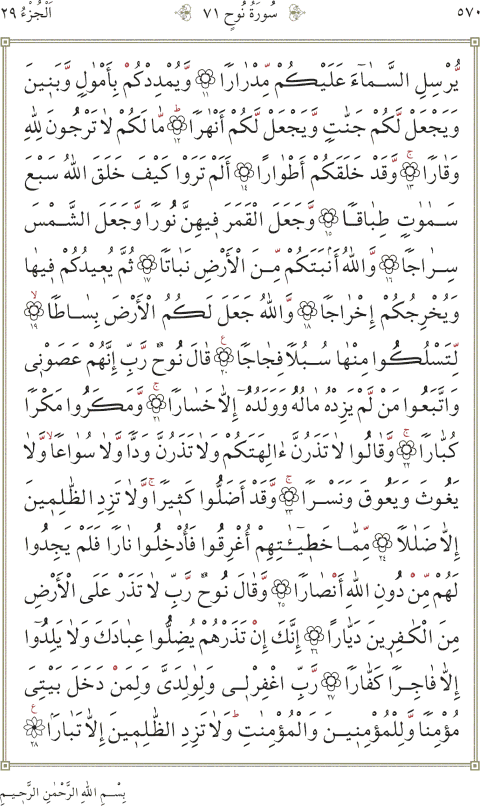 ٥٧٠ سُورَةُ نُوحٍ ٧١ اَلْجُزْءُ ٢٩
يُرْسِلِ السَّمَٓاءَ عَلَيْكُمْ مِدْرَارًا ١١ وَيُمْدِدْكُمْ بِأَمْوٰلٍ وَبَنِينَ
وَيَجْعَلْ لَكُمْ جَنّٰتٍ وَيَجْعَلْ لَكُمْ أَنْهٰرًا ١٢ مَا لَكُمْ لَا تَرْجُونَ لِلّٰهِ
وَقَارًا ١٣ وَقَدْ خَلَقَكُمْ أَطْوَارًا ١٤ أَلَمْ تَرَوْا كَيْفَ خَلَقَ اللّٰهُ سَبْعَ
سَمٰوٰتٍ طِبَاقًا ١٥ وَجَعَلَ الْقَمَرَ فِيهِنَّ نُورًا وَجَعَلَ الشَّمْسَ
سِرَاجًا ١٦ وَاللّٰهُ أَنْبَتَكُمْ مِنَ الْأَرْضِ نَبَاتًا ١٧ ثُمَّ يُعِيدُكُمْ فِيهَا
وَيُخْرِجُكُمْ إِخْرَاجًا ١٨ وَاللّٰهُ جَعَلَ لَكُمُ الْأَرْضَ بِسَاطًا ١٩
لِتَسْلُكُوا مِنْهَا سُبُلًا فِجَاجًا ٢٠ قَالَ نُوحٌ رَبِّ إِنَّهُمْ عَصَوْنِى
وَاتَّبَعُوا مَنْ لَمْ يَزِدْهُ مَالُهُ وَوَلَدُهُٓ إِلَّا خَسَارًا ٢١ وَمَكَرُوا مَكْرًا
كُبَّارًا ٢٢ وَقَالُوا لَا تَذَرُنَّ ءَالِهَتَكُمْ وَلَا تَذَرُنَّ وَدًّا وَلَا سُوَاعًا وَلَا
يَغُوثَ وَيَعُوقَ وَنَسْرًا ٢٣ وَقَدْ أَضَلُّوا كَثِيرًا وَلَا تَزِدِ الظّٰلِمِينَ
إِلَّا ضَلٰلًا ٢٤ مِمَّا خَطِٓيـٰٔتِهِمْ أُغْرِقُوا فَأُدْخِلُوا نَارًا فَلَمْ يَجِدُوا
لَهُمْ مِنْ دُونِ اللّٰهِ أَنْصَارًا ٢٥ وَقَالَ نُوحٌ رَبِّ لَا تَذَرْ عَلَى الْأَرْضِ
مِنَ الْكٰفِرِينَ دَيَّارًا ٢٦ إِنَّكَ إِنْ تَذَرْهُمْ يُضِلُّوا عِبَادَكَ وَلَا يَلِدُٓوا
إِلَّا فَاجِرًا كَفَّارًا ٢٧ رَبِّ اغْفِرْ لِى وَلِوٰلِدَىَّ وَلِمَنْ دَخَلَ بَيْتِىَ
مُؤْمِنًا وَلِلْمُؤْمِنِينَ وَالْمُؤْمِنٰتِ وَلَا تَزِدِ الظّٰلِمِينَ إِلَّا تَبَارًا ٢٨
بِسْمِ اللّٰهِ الرَّحْمٰنِ الرَّحِيمِ